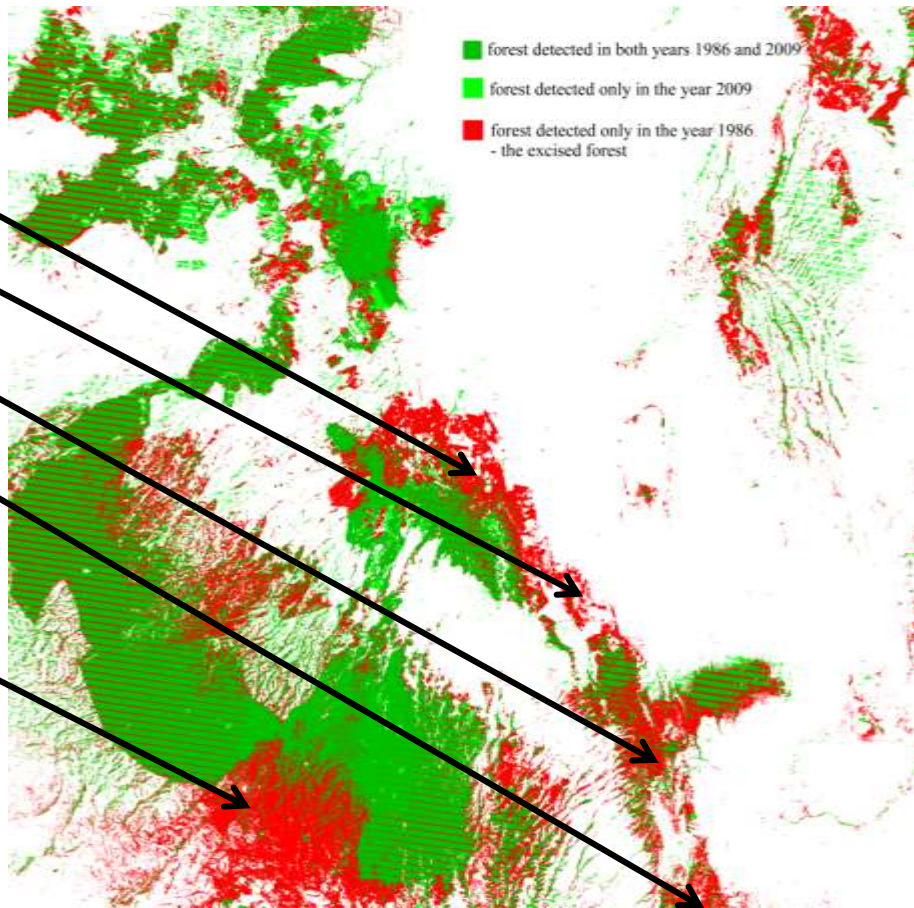 forest detected in both years 1986 and 2009
forest detected only in the year 2009
forest detected only in the year 1986
- the excised forest